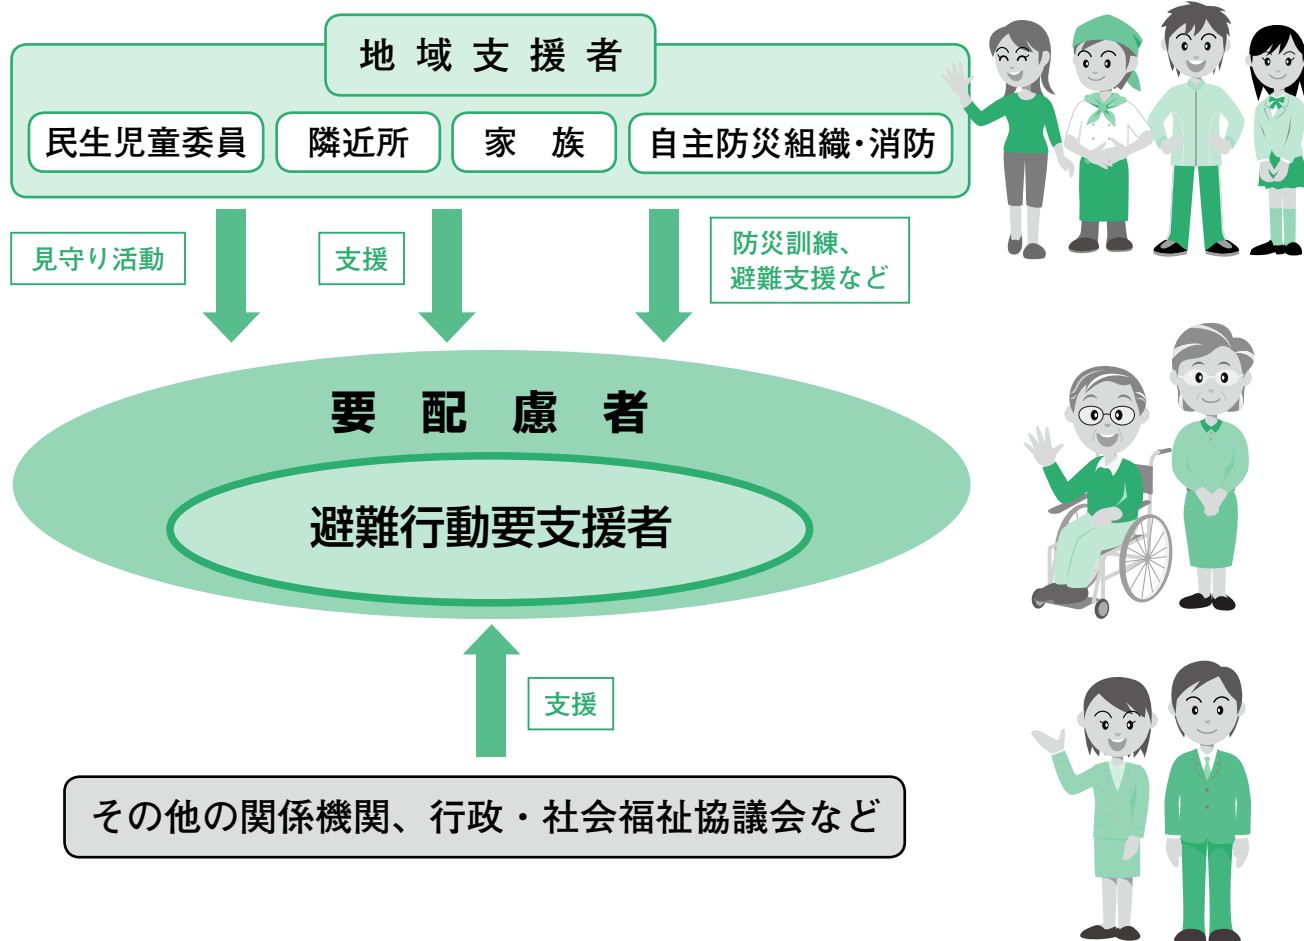 地域支援者
民生児童委員
隣近所
家　族
自主防災組織・消防
見守り活動
支援
防災訓練、
避難支援など
要配慮者
避難行動要支援者
支援
その他の関係機関、行政・社会福祉協議会など